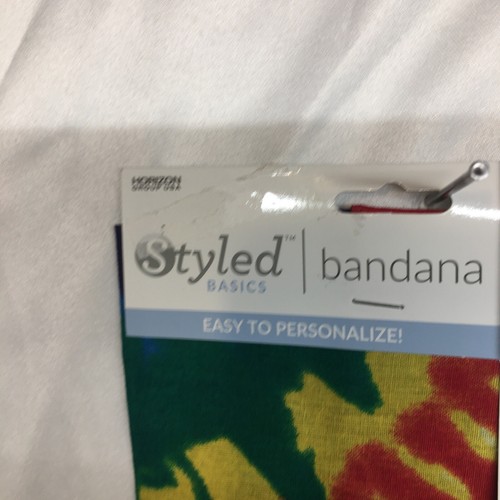 HORIZON
GROUP USA
Styled™ | bandana
BASICS
EASY TO PERSONALIZE!